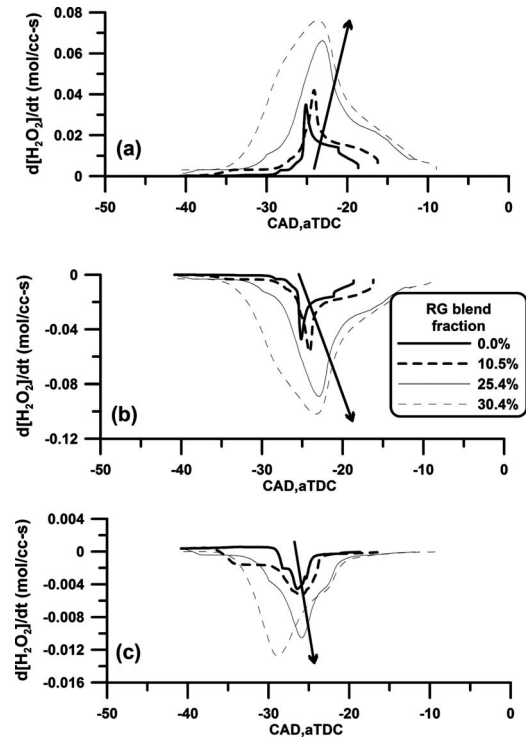 0.08
0.06
0.04
0.02
0
d[H₂O₂]/dt (mol/cc-s)
(a)
-50 -40 -30 -20 -10 0
CAD,aTDC
0
-0.04
-0.08
-0.12
d[H₂O₂]/dt (mol/cc-s)
(b)
RG blend
fraction
0.0%
10.5%
25.4%
30.4%
-50 -40 -30 -20 -10 0
CAD,aTDC
0.004
-0.000
-0.004
-0.008
-0.012
-0.016
d[H₂O₂]/dt (mol/cc-s)
(c)
-50 -40 -30 -20 -10 0
CAD,aTDC